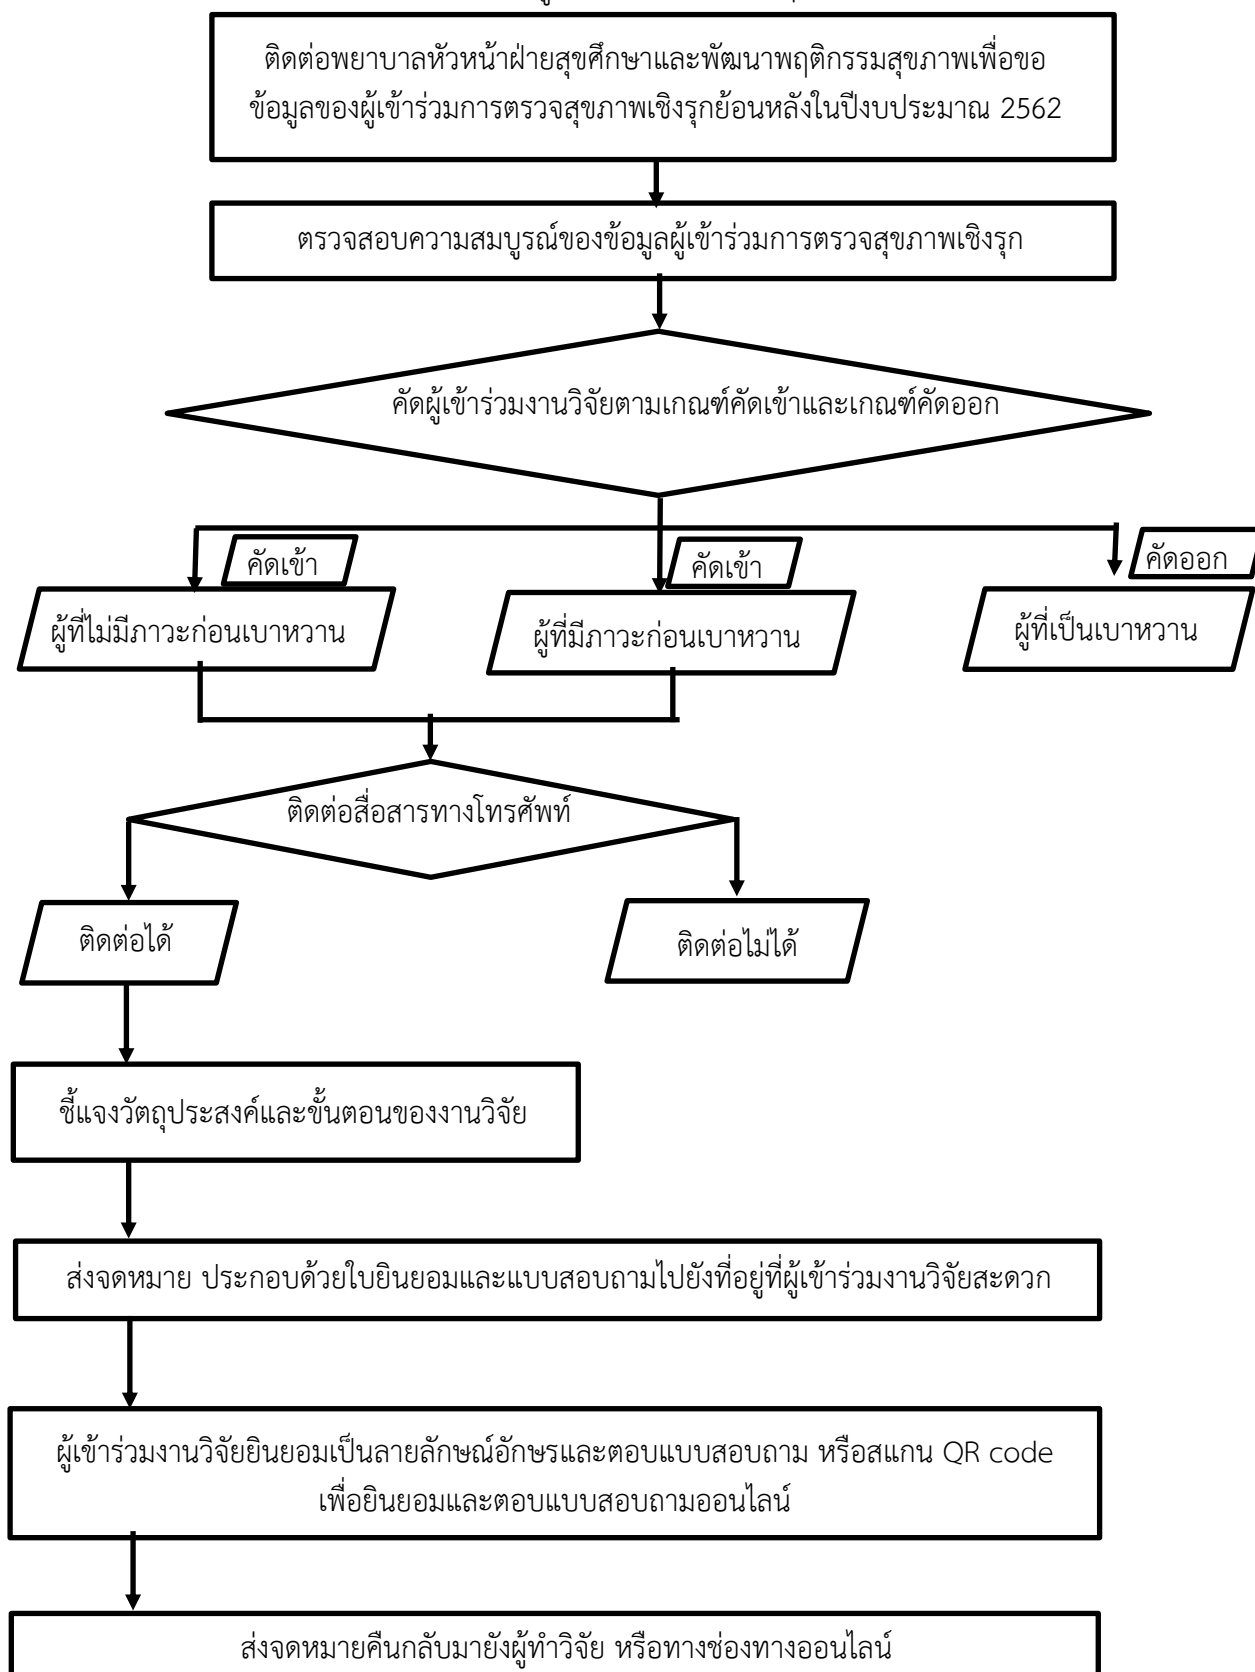 ติดต่อพยาบาลหัวหน้าฝ่ายสุขศึกษาและพัฒนาพฤติกรรมสุขภาพเพื่อขอ
ข้อมูลของผู้เข้าร่วมการตรวจสุขภาพเชิงรุกย้อนหลังในปีงบประมาณ 2562
ตรวจสอบความสมบูรณ์ของข้อมูลผู้เข้าร่วมการตรวจสุขภาพเชิงรุก
คัดผู้เข้าร่วมงานวิจัยตามเกณฑ์คัดเข้าและเกณฑ์คัดออก
คัดเข้า
คัดเข้า
คัดออก
ผู้ที่ไม่มีภาวะก่อนเบาหวาน
ผู้ที่มีภาวะก่อนเบาหวาน
ผู้ที่เป็นเบาหวาน
ติดต่อสื่อสารทางโทรศัพท์
ติดต่อได้
ติดต่อไม่ได้
ชี้แจงวัตถุประสงค์และขั้นตอนของงานวิจัย
ส่งจดหมาย ประกอบด้วยใบยินยอมและแบบสอบถามไปยังที่อยู่ที่ผู้เข้าร่วมงานวิจัยสะดวก
ผู้เข้าร่วมงานวิจัยยินยอมเป็นลายลักษณ์อักษรและตอบแบบสอบถาม หรือสแกน QR code
เพื่อยินยอมและตอบแบบสอบถามออนไลน์
ส่งจดหมายคืนกลับมายังผู้ทำวิจัย หรือทางช่องทางออนไลน์